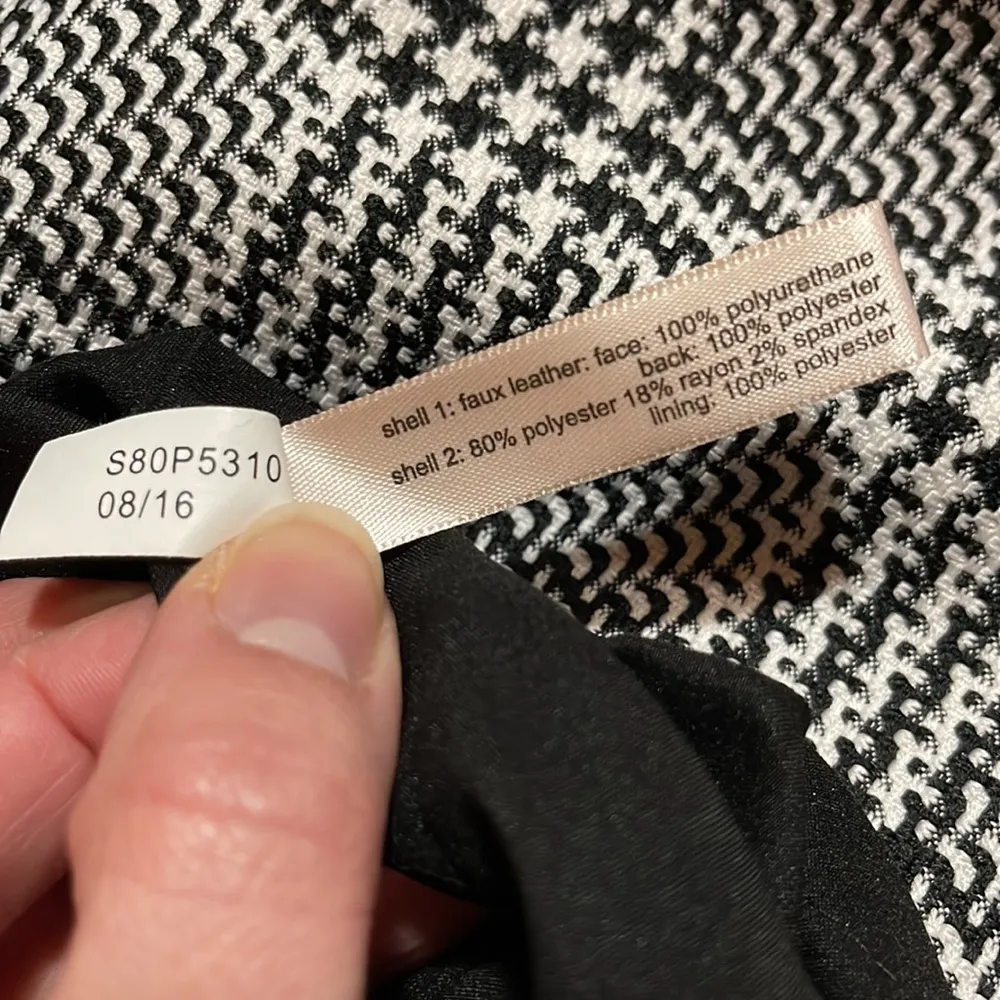 S80P5310
08/16
shell 1: faux leather: face: 100% polyurethane
back: 100% polyester
shell 2: 80% polyester 18% rayon 2% spandex
lining: 100% polyester